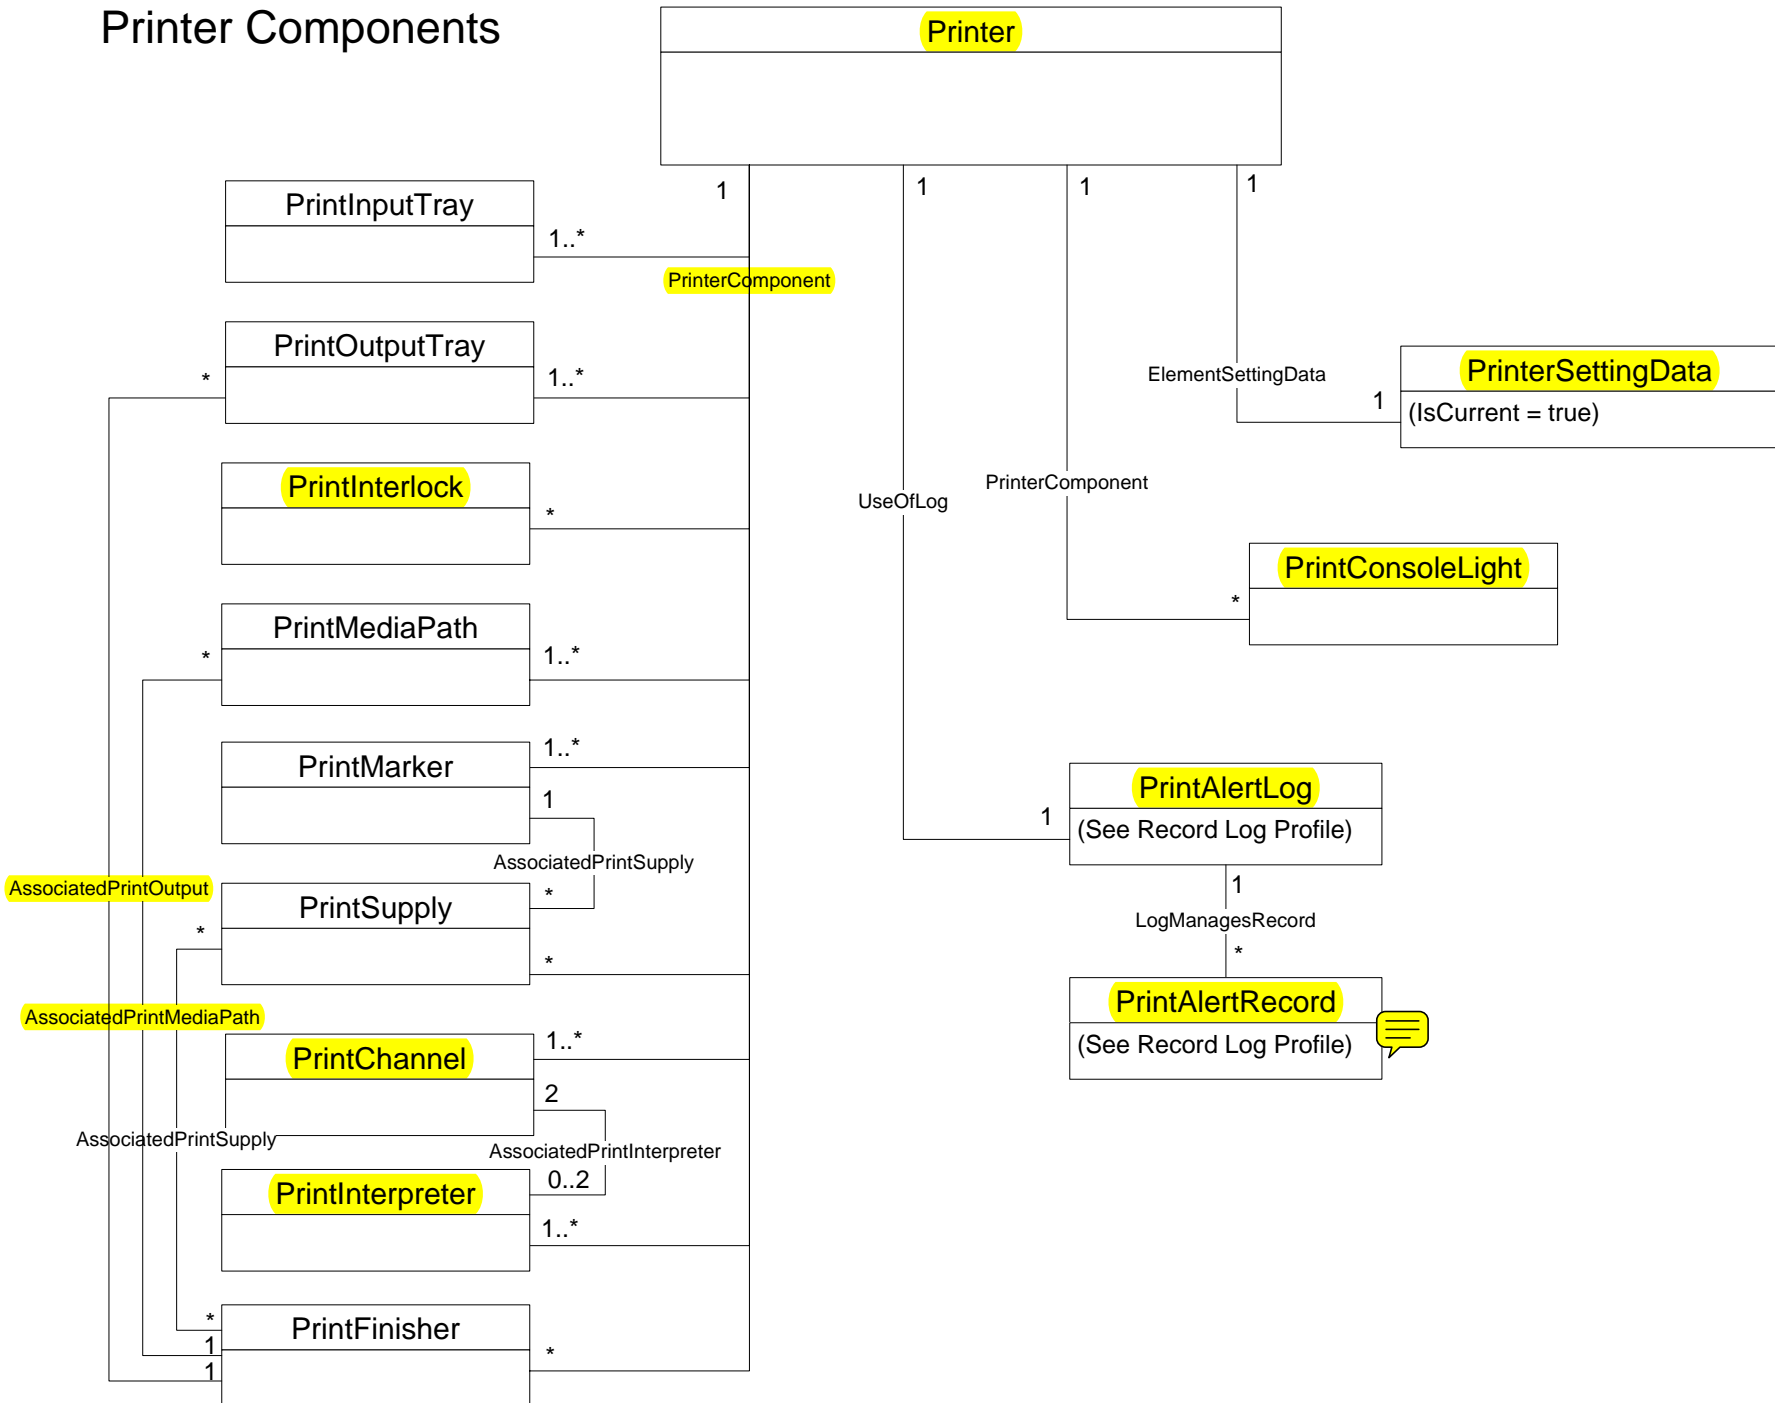 Printer Components
Printer
1
1
1
1
PrintInputTray
1..*
PrinterComponent
PrintOutputTray
*
1..*
ElementSettingData
PrinterSettingData
1
(IsCurrent = true)
PrintInterlock
*
UseOfLog
PrinterComponent
PrintConsoleLight
*
PrintMediaPath
*
1..*
PrintMarker
1..*
1
PrintAlertLog
1
(See Record Log Profile)
AssociatedPrintSupply
AssociatedPrintOutput
PrintSupply
*
*
*
1
LogManagesRecord
*
PrintAlertRecord
(See Record Log Profile)
AssociatedPrintMediaPath
PrintChannel
1..*
2
AssociatedPrintSupply
AssociatedPrintInterpreter
PrintInterpreter
0..2
1..*
PrintFinisher
*
1
1
*